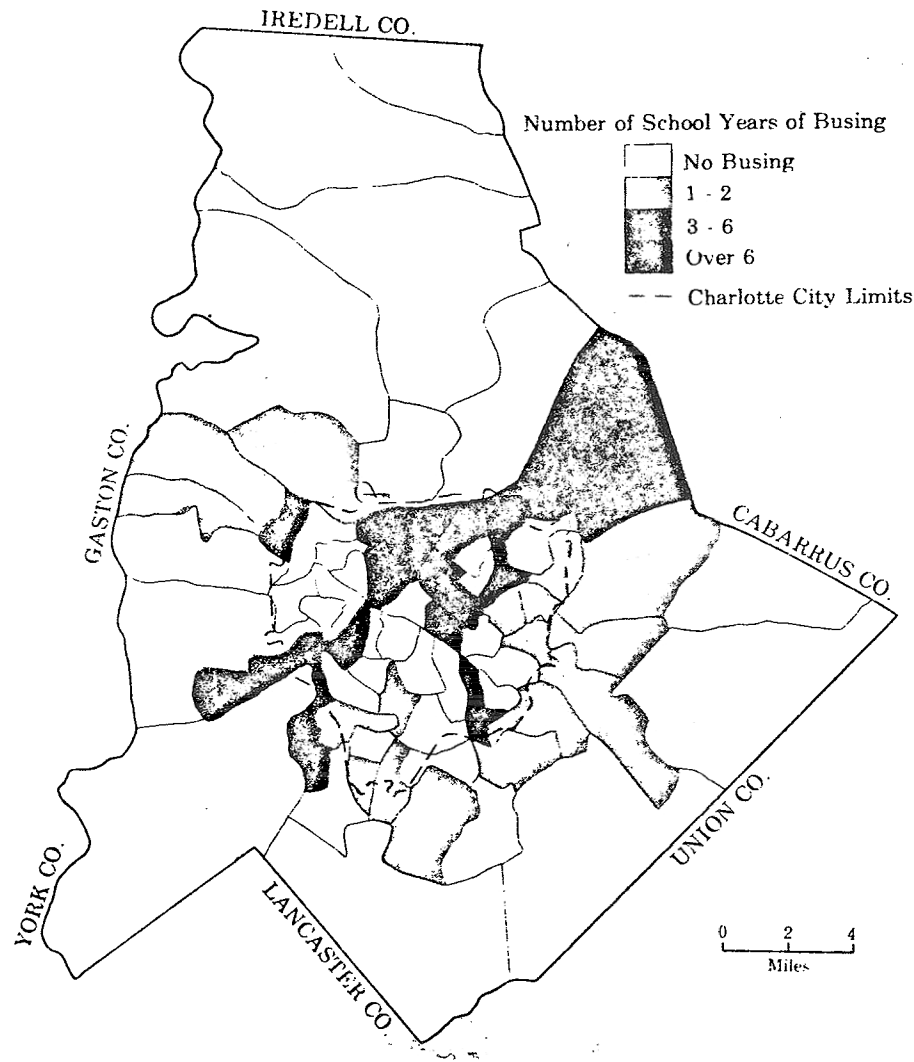 IREDELL CO.
Number of School Years of Busing
No Busing
1 - 2
3 - 6
Over 6
Charlotte City Limits
GASTON CO.
CABARRUS CO.
UNION CO.
YORK CO.
LANCASTER CO.
0 2 4
Miles